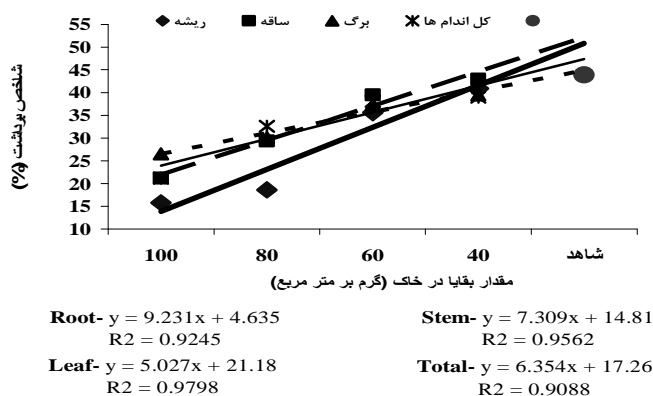 ریشه ساقه برگ کل اندام ها
50
45
40
35
30
25
20
15
10
شاخص برداشت (%)
100 80 60 40 شاهد
مقدار بقایا در خاک (گرم بر متر مربع)
Root- y = 9.231x + 4.635
R2 = 0.9245
Stem- y = 7.309x + 14.81
R2 = 0.9562
Leaf- y = 5.027x + 21.18
R2 = 0.9798
Total- y = 6.354x + 17.26
R2 = 0.9088